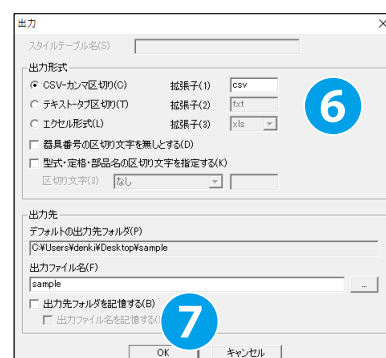 出力
スタイルテーブル名(S)
出力形式
CSV-カンマ区切り(C) 拡張子(1) csv
テキスト-タブ区切り(T) 拡張子(2) txt
エクセル形式(L) 拡張子(3) xls
6
器具番号の区切り文字を無しとする(D)
型式・定格・部品名の区切り文字を指定する(K)
区切り文字(3) なし
出力先
デフォルトの出力先フォルダ(P)
C:¥Users¥denki¥Desktop¥sample
出力ファイル名(F)
sample ...
出力先フォルダを記憶する(B)
出力ファイル名を記憶する(
7
OK キャンセル